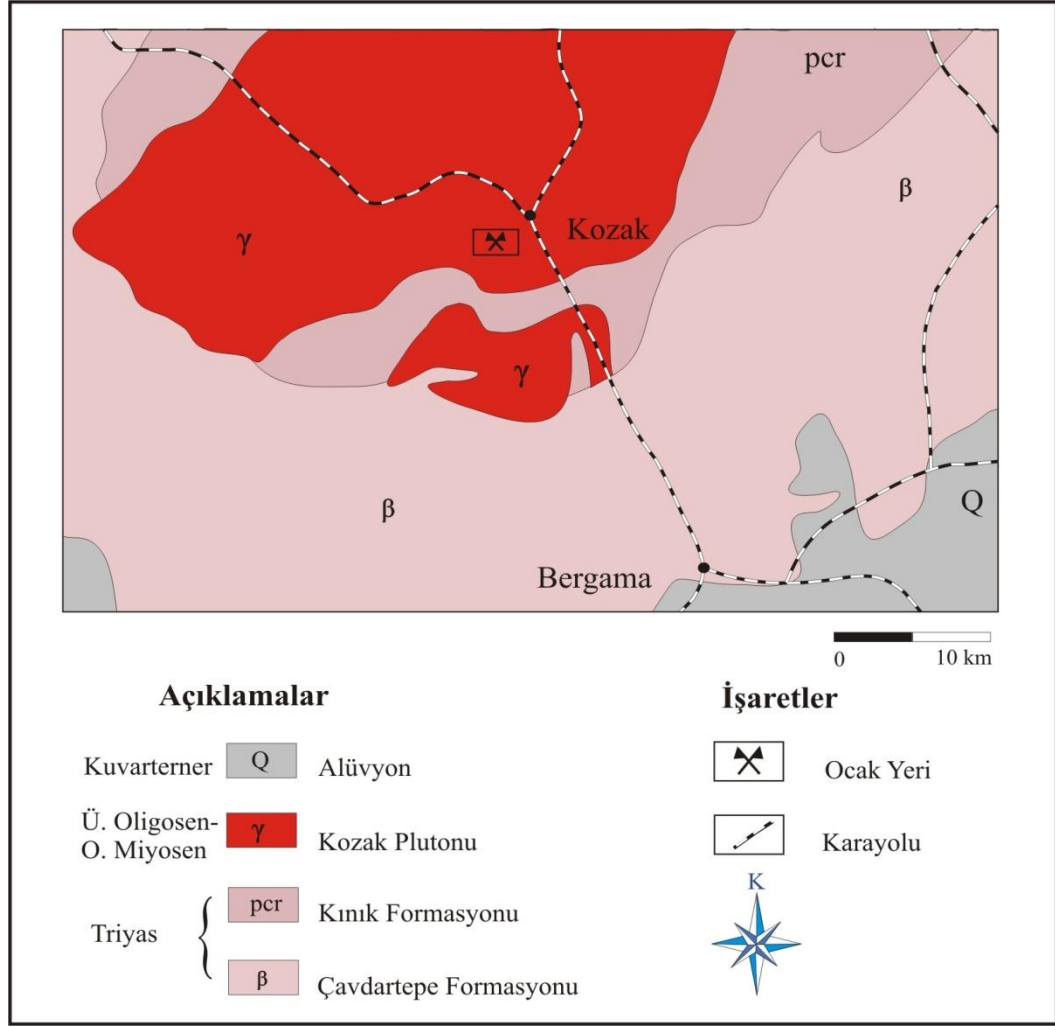 pcr
β
γ
Kozak
γ
β
Q
Bergama
0 10 km
Açıklamalar
Kuvarterner Q Alüvyon
Ü. Oligosen-
O. Miyosen γ Kozak Plutonu
Triyas pcr Kınık Formasyonu
β Çavdartepe Formasyonu
İşaretler
Ocak Yeri
Karayolu
K